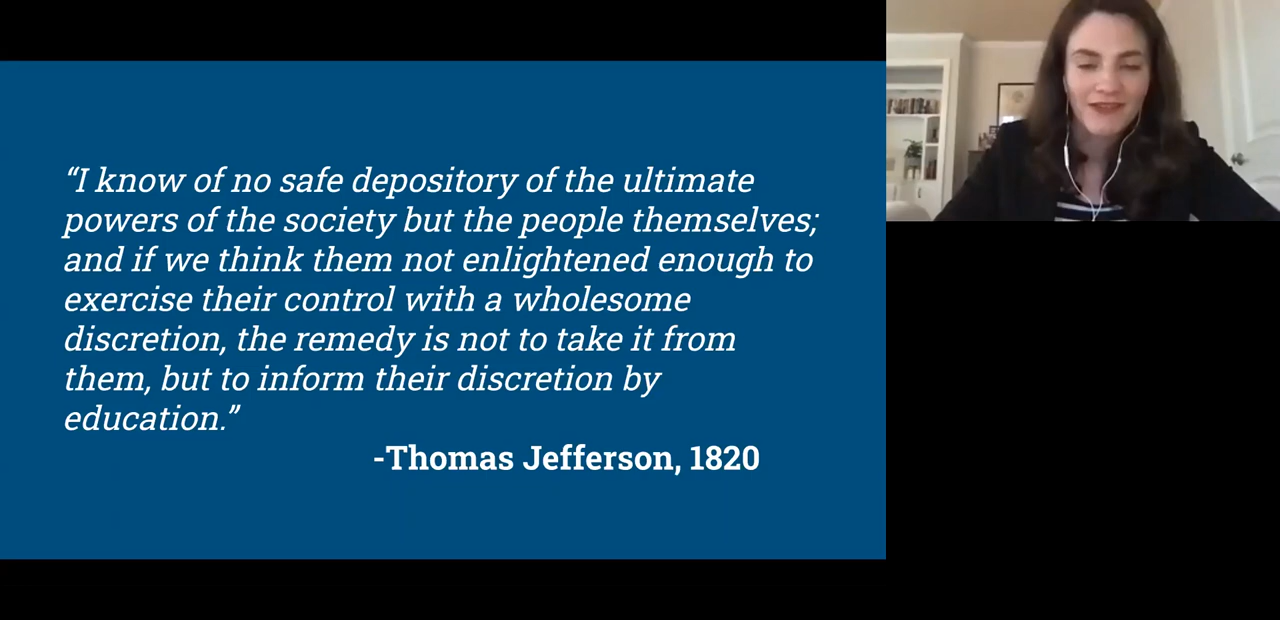 “I know of no safe depository of the ultimate
powers of the society but the people themselves;
and if we think them not enlightened enough to
exercise their control with a wholesome
discretion, the remedy is not to take it from
them, but to inform their discretion by
education.”
-Thomas Jefferson, 1820